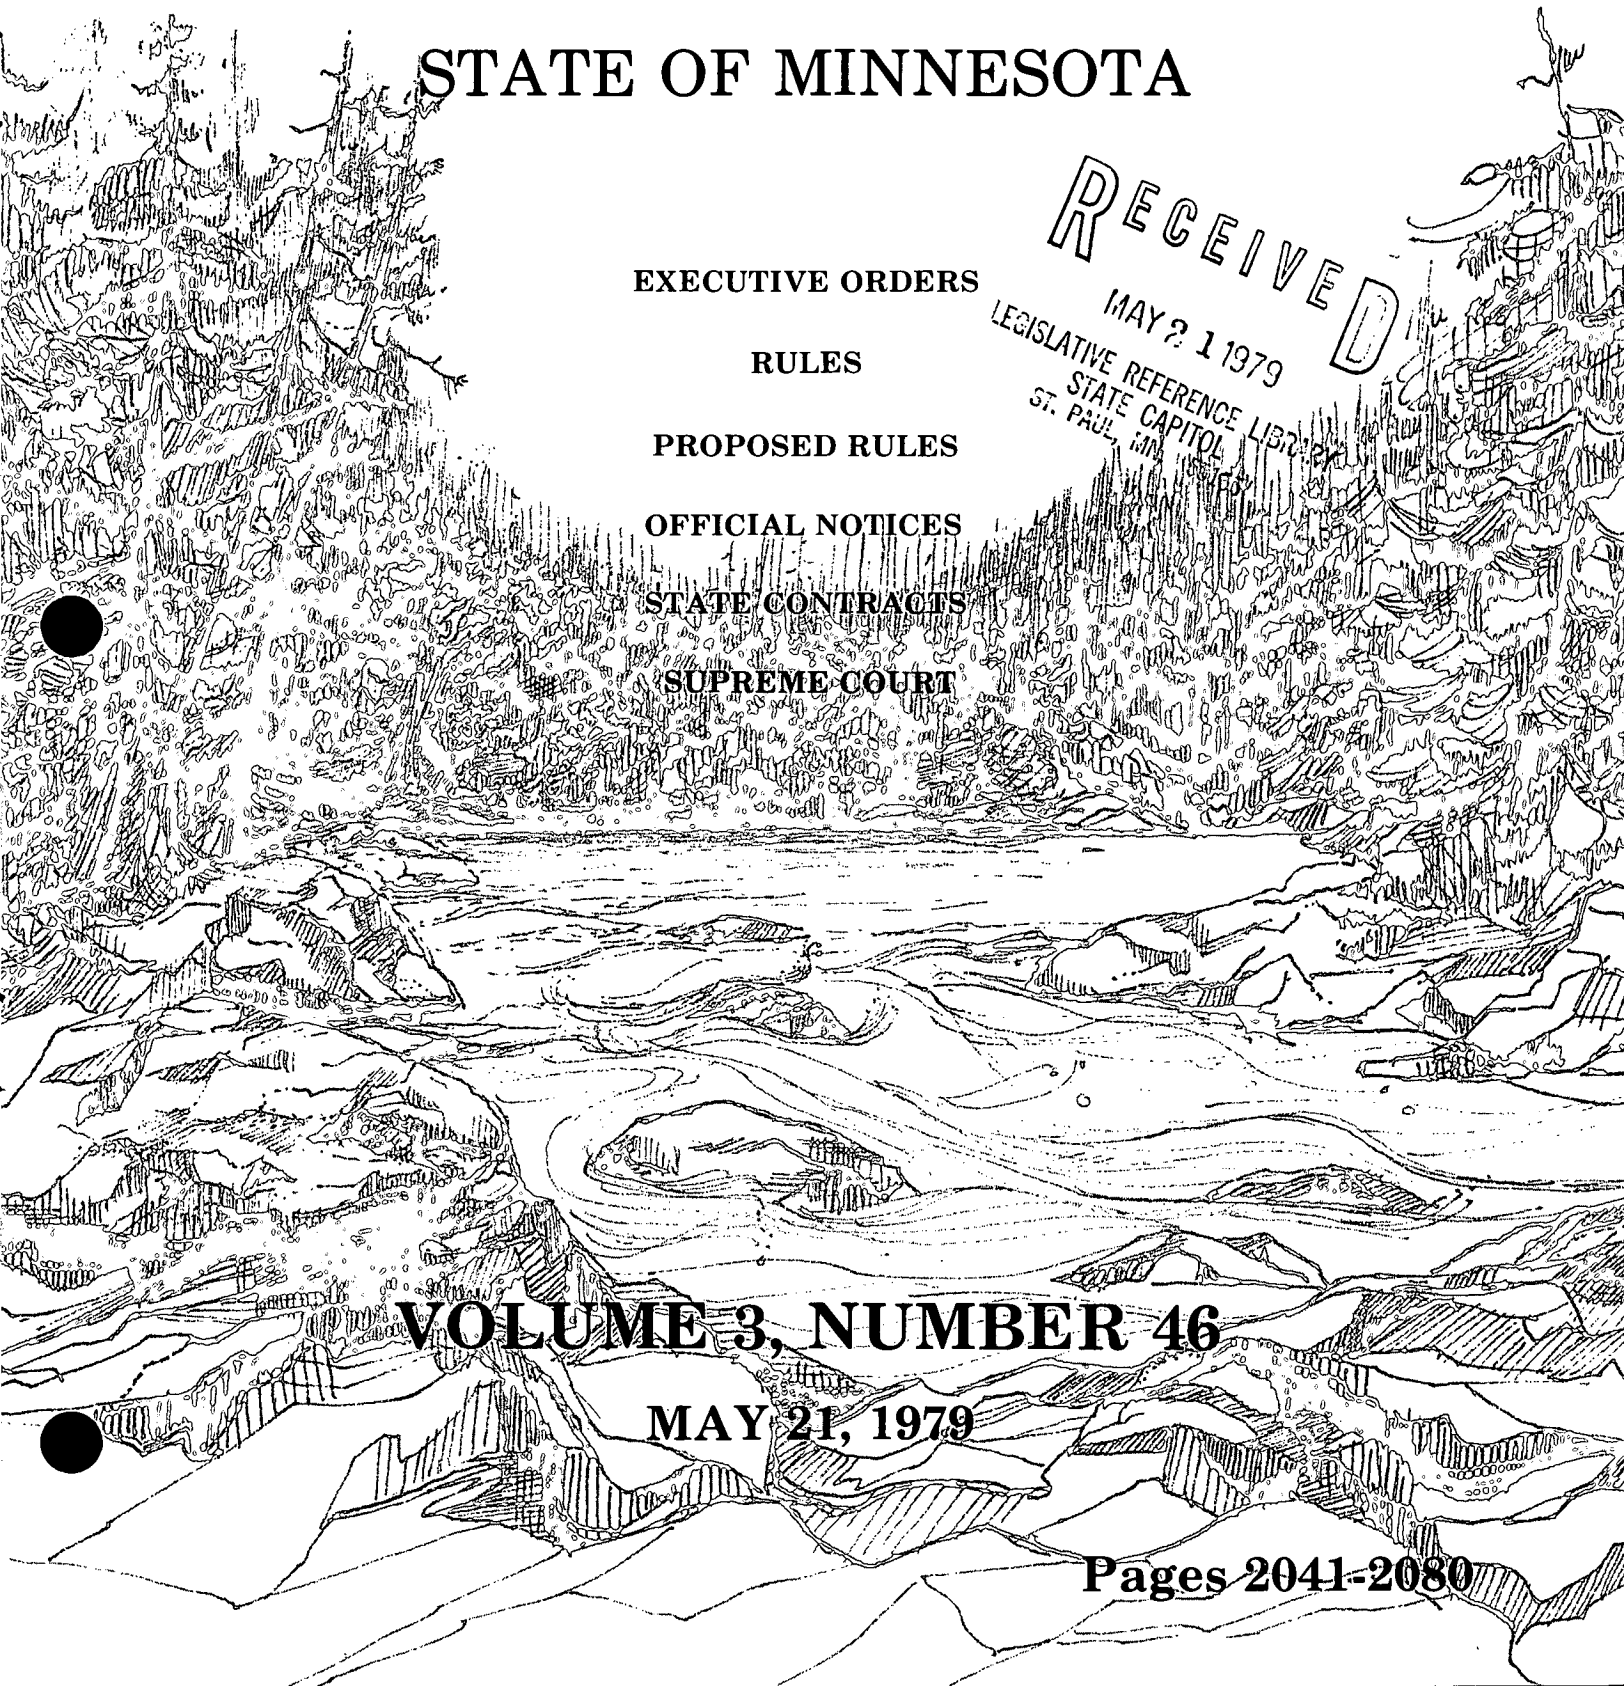 STATE OF MINNESOTA
RECEIVED
MAY 21 1979
LEGISLATIVE REFERENCE LIBRARY
STATE CAPITOL
ST. PAUL, MN
EXECUTIVE ORDERS
RULES
PROPOSED RULES
OFFICIAL NOTICES
STATE CONTRACTS
SUPREME COURT
VOLUME 3, NUMBER 46
MAY 21, 1979
Pages 2041-2080